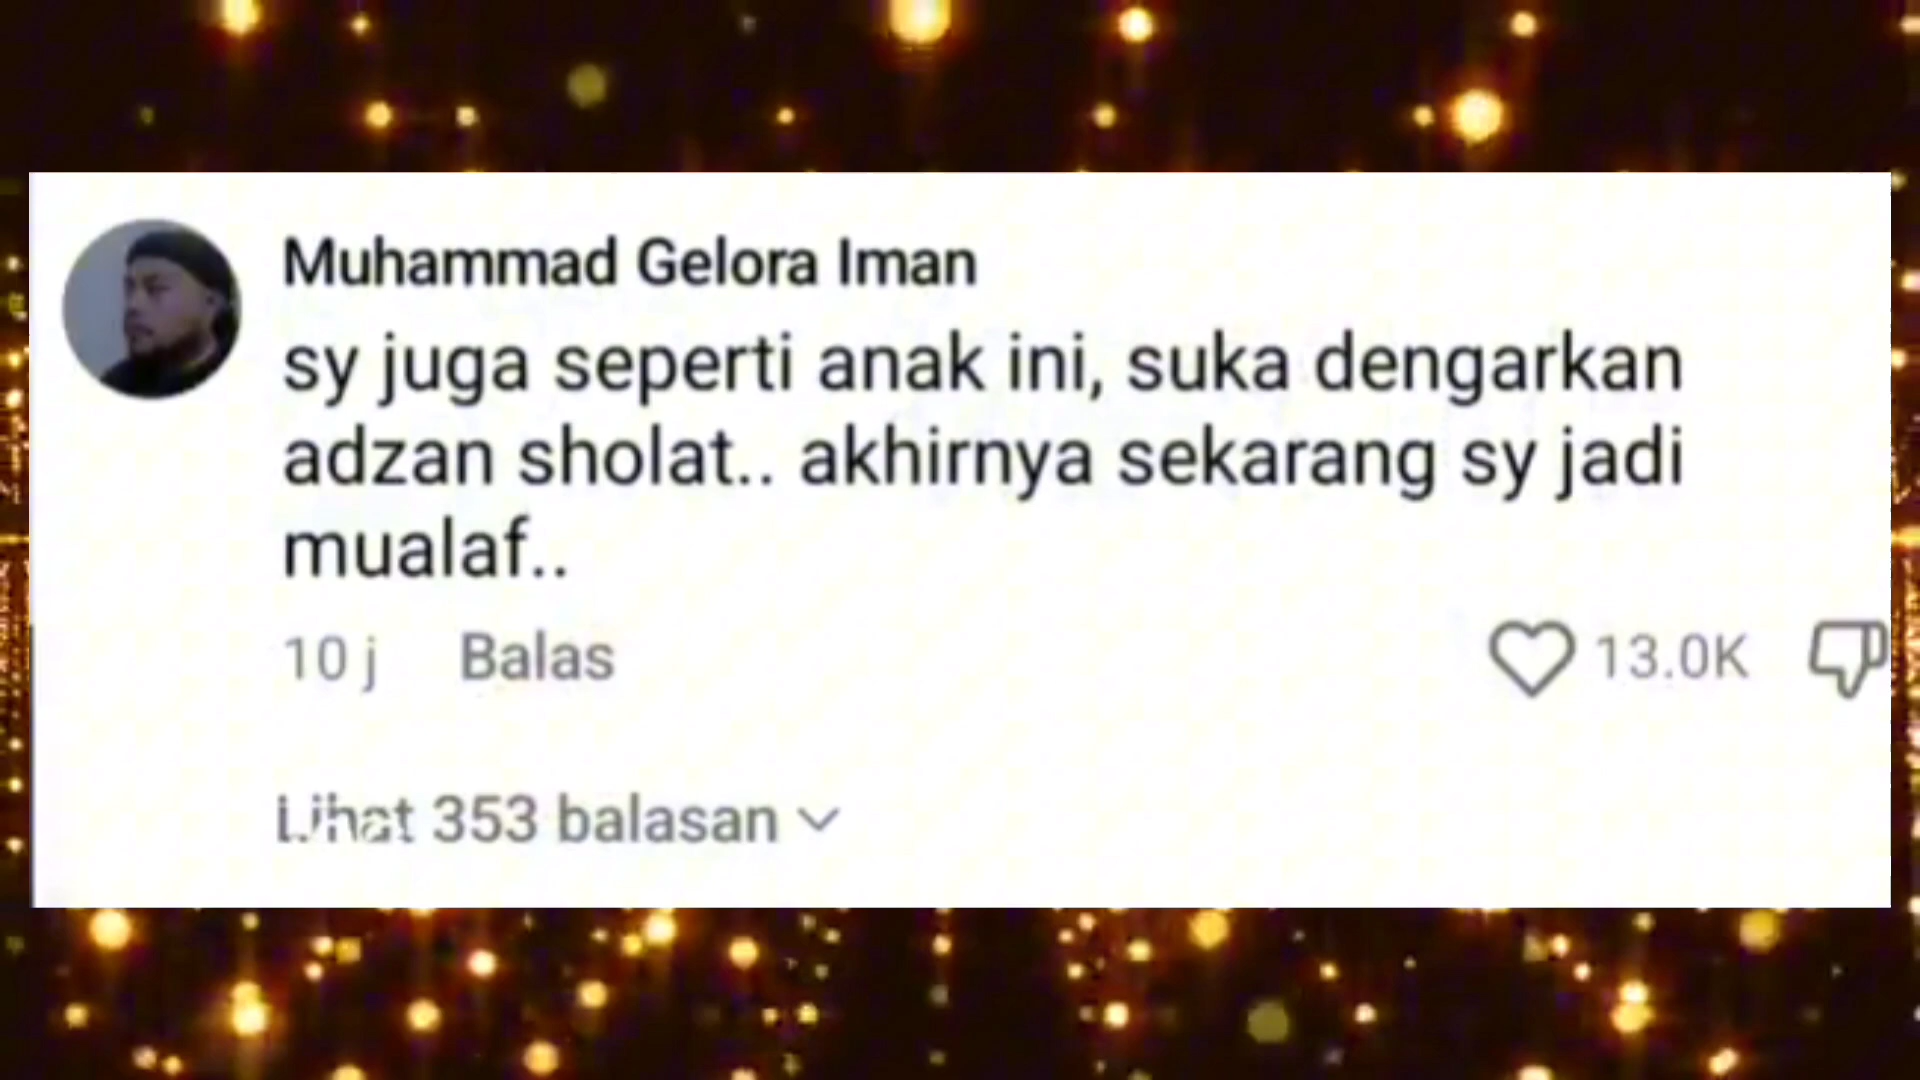 Muhammad Gelora Iman
sy juga seperti anak ini, suka dengarkan
adzan sholat.. akhirnya sekarang sy jadi
mualaf..
10 j Balas 13.0K
Lihat 353 balasan